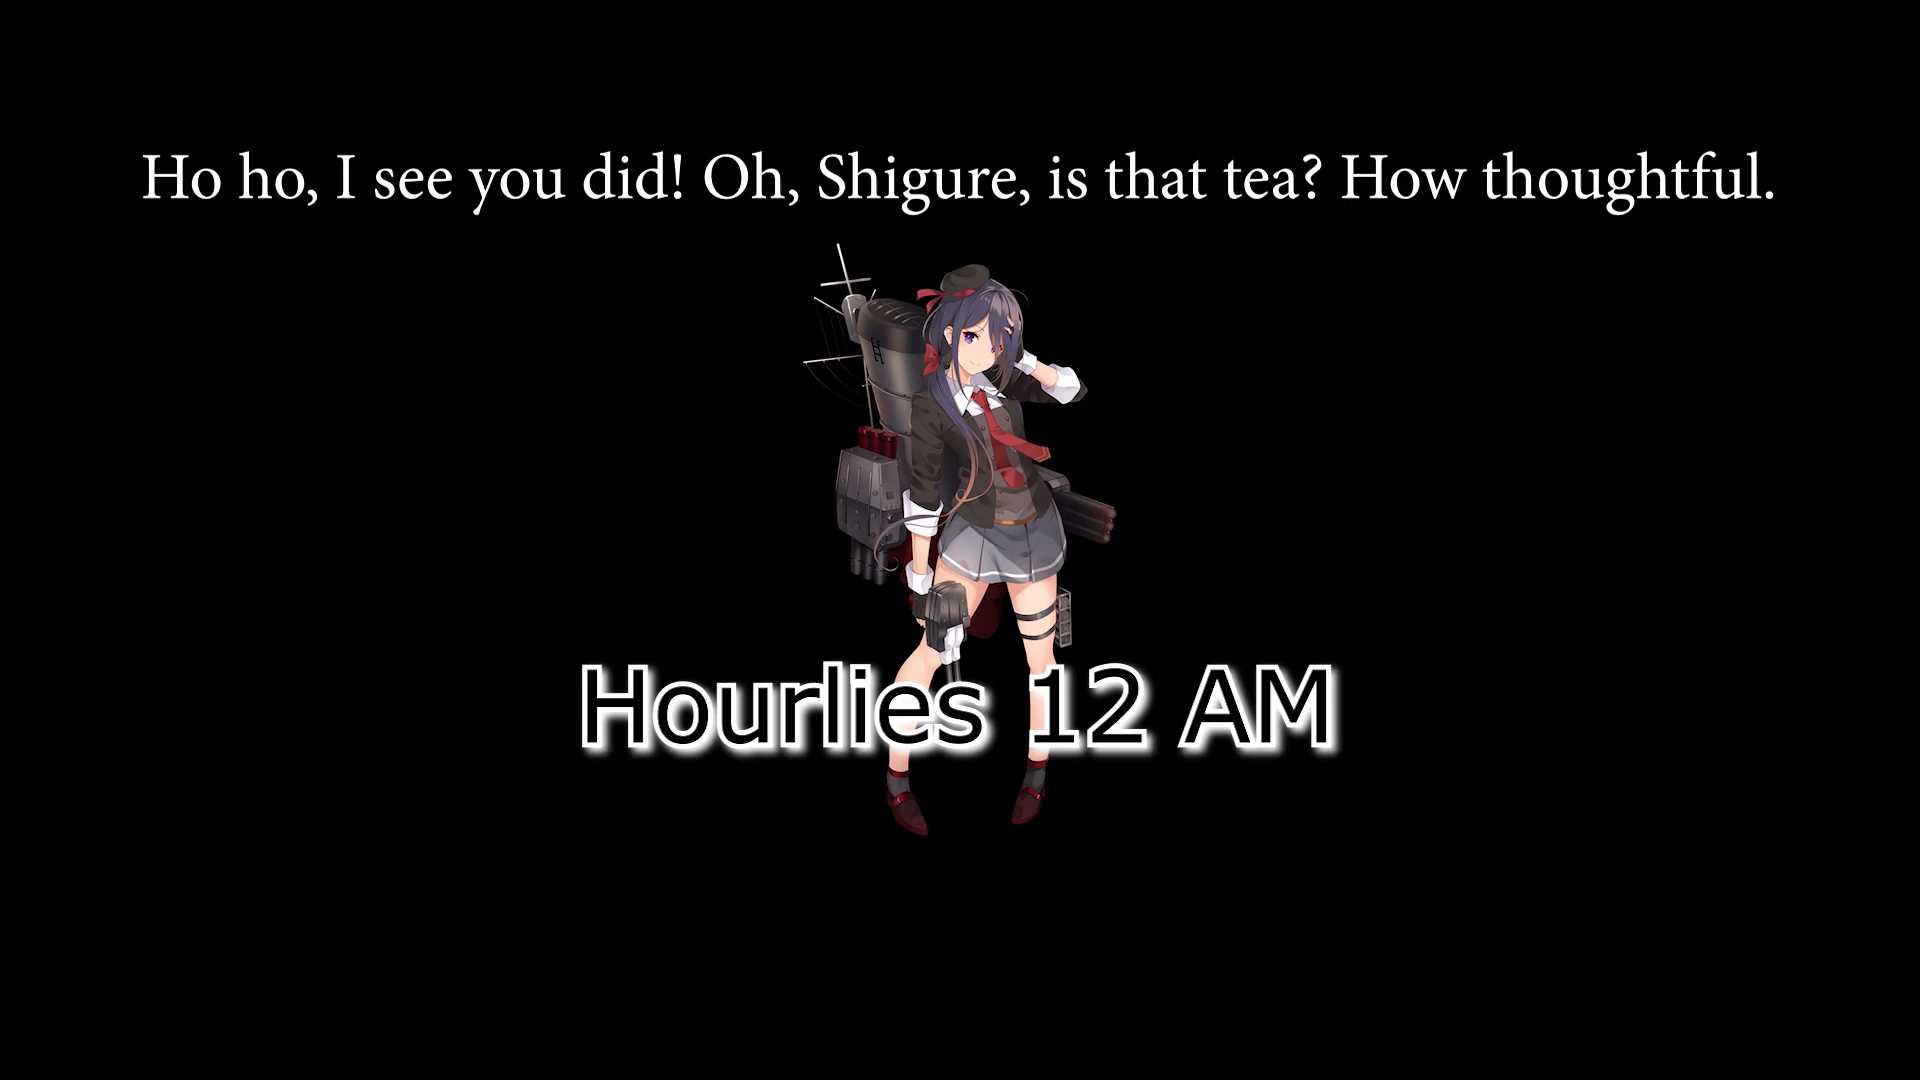 Ho ho, I see you did! Oh, Shigure, is that tea? How thoughtful.
Hourlies 12 AM